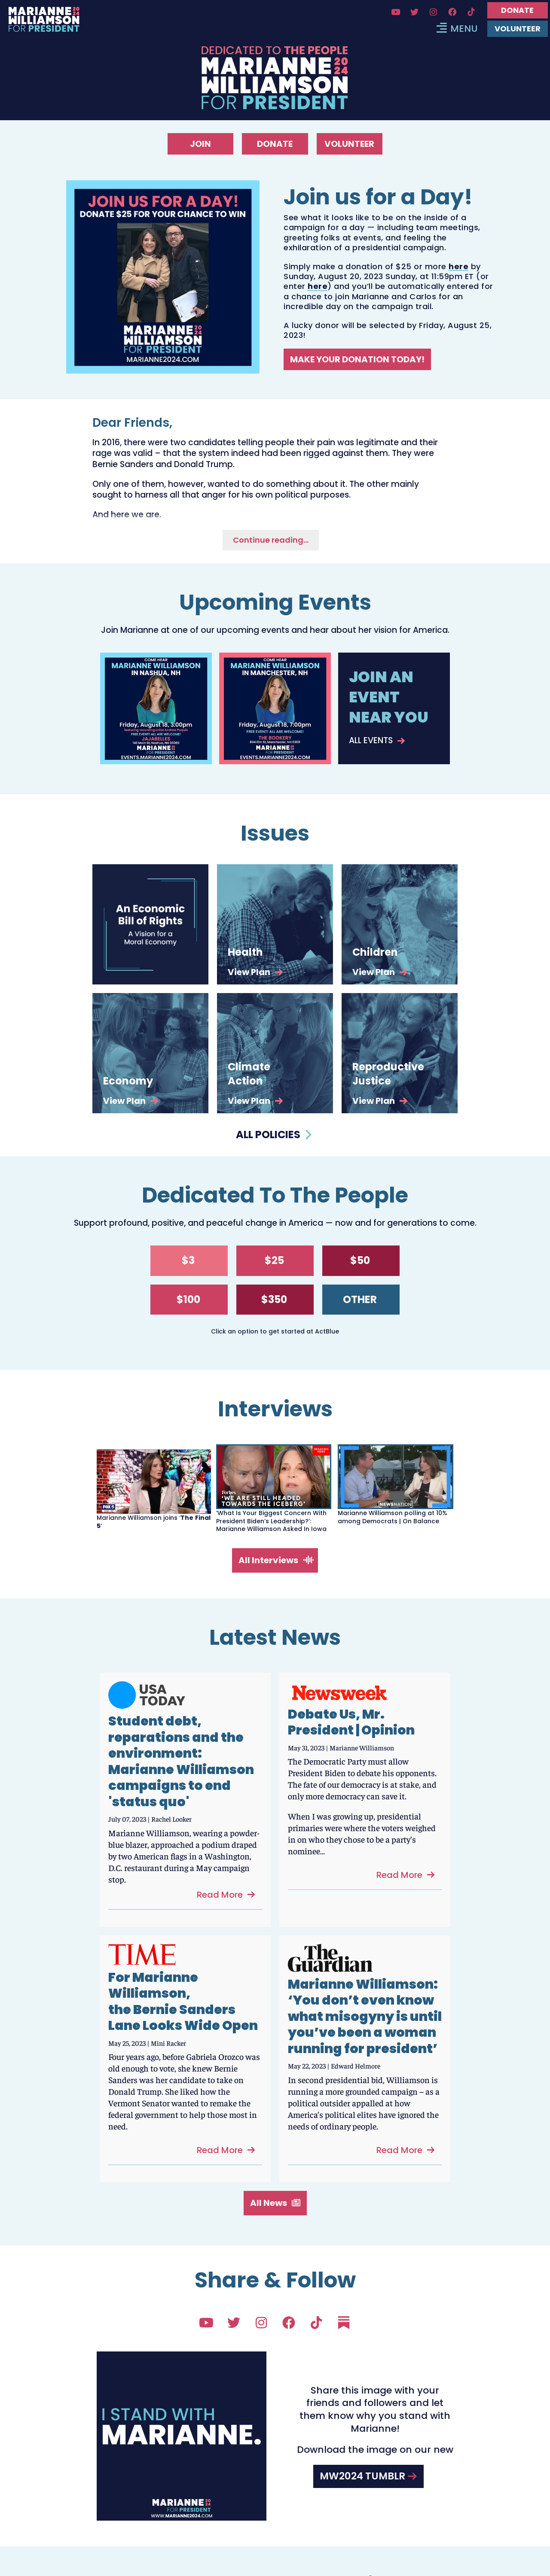 MARIANNE 2024
WILLIAMSON
FOR PRESIDENT
DONATE
MENU
VOLUNTEER
DEDICATED TO THE PEOPLE
MARIANNE 2024
WILLIAMSON
FOR PRESIDENT
JOIN
DONATE
VOLUNTEER
JOIN US FOR A DAY!
DONATE $25 FOR YOUR CHANCE TO WIN
MARIANNE 2024
WILLIAMSON
FOR PRESIDENT
MARIANNE2024.COM
Join us for a Day!
See what it looks like to be on the inside of a
campaign for a day — including team meetings,
greeting folks at events, and feeling the
exhilaration of a presidential campaign.
Simply make a donation of $25 or more here by
Sunday, August 20, 2023 Sunday, at 11:59pm ET (or
enter here) and you'll be automatically entered for
a chance to join Marianne and Carlos for an
incredible day on the campaign trail.
A lucky donor will be selected by Friday, August 25,
2023!
MAKE YOUR DONATION TODAY!
Dear Friends,
In 2016, there were two candidates telling people their pain was legitimate and their
rage was valid – that the system indeed had been rigged against them. They were
Bernie Sanders and Donald Trump.
Only one of them, however, wanted to do something about it. The other mainly
sought to harness all that anger for his own political purposes.
And here we are.
Continue reading...
Upcoming Events
Join Marianne at one of our upcoming events and hear about her vision for America.
COME HEAR
MARIANNE WILLIAMSON
IN NASHUA, NH
Friday, August 18, 3:00pm
FREE EVENT! ALL ARE WELCOME!
JAJABELLES
MARIANNE
FOR PRESIDENT
EVENTS.MARIANNE2024.COM
COME HEAR
MARIANNE WILLIAMSON
IN MANCHESTER, NH
Friday, August 18, 7:00pm
FREE EVENT! ALL ARE WELCOME!
THE BOOKERY
MARIANNE
FOR PRESIDENT
EVENTS.MARIANNE2024.COM
JOIN AN
EVENT
NEAR YOU
ALL EVENTS
Issues
An Economic
Bill of Rights
A Vision for a
Moral Economy
Health
View Plan
Children
View Plan
Economy
View Plan
Climate
Action
View Plan
Reproductive
Justice
View Plan
ALL POLICIES
Dedicated To The People
Support profound, positive, and peaceful change in America — now and for generations to come.
$3
$25
$50
$100
$350
OTHER
Click an option to get started at ActBlue
Interviews
Marianne Williamson joins 'The Final
5'
Forbes
'WE ARE STILL HEADED
TOWARDS THE ICEBERG'
'What Is Your Biggest Concern With
President Biden's Leadership?':
Marianne Williamson Asked In Iowa
NEWSNATION
Marianne Williamson polling at 10%
among Democrats | On Balance
All Interviews
Latest News
USA
TODAY
Student debt,
reparations and the
environment:
Marianne Williamson
campaigns to end
'status quo'
July 07, 2023 | Rachel Looker
Marianne Williamson, wearing a powder-
blue blazer, approached a podium draped
by two American flags in a Washington,
D.C. restaurant during a May campaign
stop.
Read More
Newsweek
Debate Us, Mr.
President | Opinion
May 31, 2023 | Marianne Williamson
The Democratic Party must allow
President Biden to debate his opponents.
The fate of our democracy is at stake, and
only more democracy can save it.
When I was growing up, presidential
primaries were where the voters weighed
in on who they chose to be a party's
nominee...
Read More
TIME
For Marianne
Williamson,
the Bernie Sanders
Lane Looks Wide Open
May 25, 2023 | Mini Racker
Four years ago, before Gabriela Orozco was
old enough to vote, she knew Bernie
Sanders was her candidate to take on
Donald Trump. She liked how the
Vermont Senator wanted to remake the
federal government to help those most in
need.
Read More
The
Guardian
Marianne Williamson:
'You don't even know
what misogyny is until
you've been a woman
running for president'
May 22, 2023 | Edward Helmore
In second presidential bid, Williamson is
running a more grounded campaign – as a
political outsider appalled at how
America's political elites have ignored the
needs of ordinary people.
Read More
All News
Share & Follow
I STAND WITH
MARIANNE.
MARIANNE
FOR PRESIDENT
WWW.MARIANNE2024.COM
Share this image with your
friends and followers and let
them know why you stand with
Marianne!
Download the image on our new
MW2024 TUMBLR